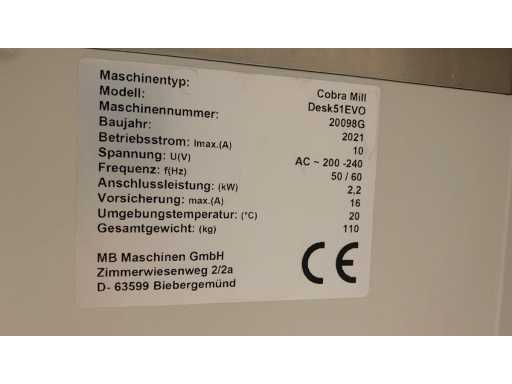 Maschinentyp: Cobra Mill
Modell: Desk51EVO
Maschinennummer: 20098G
Baujahr: 2021
Betriebsstrom: Imax.(A) 10
Spannung: U(V) AC ~ 200 -240
Frequenz: f(Hz) 50 / 60
Anschlussleistung: (kW) 2,2
Vorsicherung: max.(A) 16
Umgebungstemperatur: (°C) 20
Gesamtgewicht: (kg) 110
MB Maschinen GmbH
Zimmerwiesenweg 2/2a
D- 63599 Biebergemünd
CE